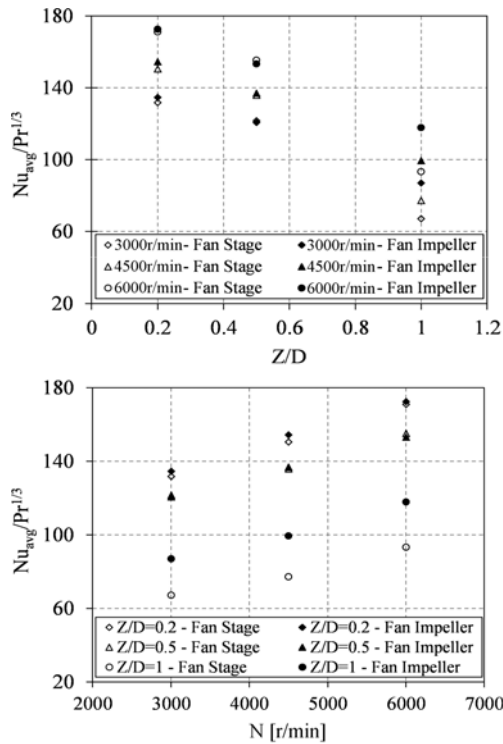 180
140
100
60
20
Nu_avg/Pr^1/3
3000r/min- Fan Stage 3000r/min- Fan Impeller
4500r/min- Fan Stage 4500r/min- Fan Impeller
6000r/min- Fan Stage 6000r/min- Fan Impeller
0 0.2 0.4 0.6 0.8 1 1.2
Z/D
180
140
100
60
20
Nu_avg/Pr^1/3
Z/D=0.2 - Fan Stage Z/D=0.2 - Fan Impeller
Z/D=0.5 - Fan Stage Z/D=0.5 - Fan Impeller
Z/D=1 - Fan Stage Z/D=1 - Fan Impeller
2000 3000 4000 5000 6000 7000
N [r/min]